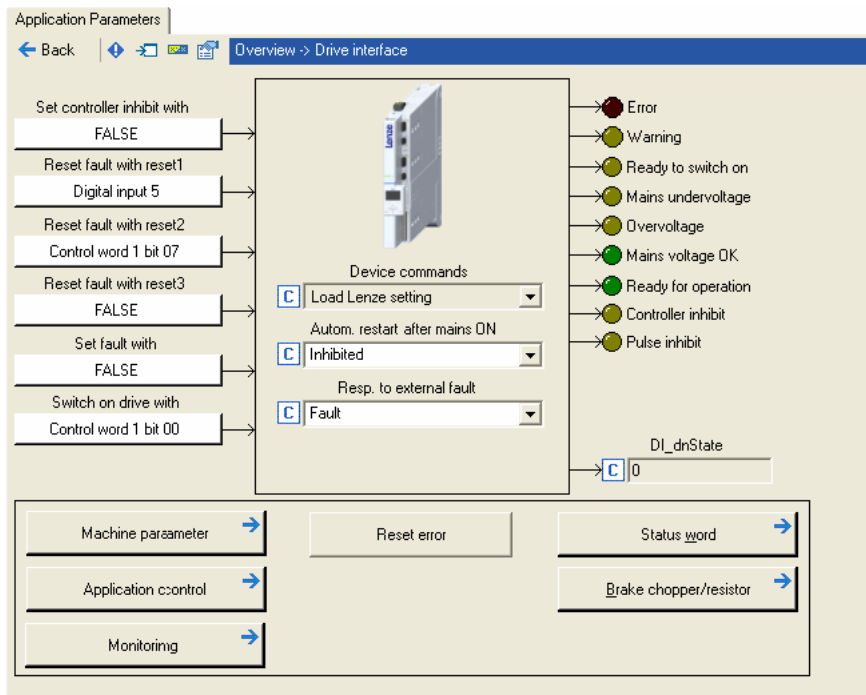 Application Parameters
Back
Overview -> Drive interface
Set controller inhibit with
FALSE
Reset fault with reset1
Digital input 5
Reset fault with reset2
Control word 1 bit 07
Reset fault with reset3
FALSE
Set fault with
FALSE
Switch on drive with
Control word 1 bit 00
Lenze
Device commands
C Load Lenze setting
Autom. restart after mains ON
C Inhibited
Resp. to external fault
C Fault
Error
Warning
Ready to switch on
Mains undervoltage
Overvoltage
Mains voltage OK
Ready for operation
Controller inhibit
Pulse inhibit
DI_dnState
C 0
Machine paraameter
Reset error
Status word
Application ccontrol
Brake chopper/resistor
Monitorimg